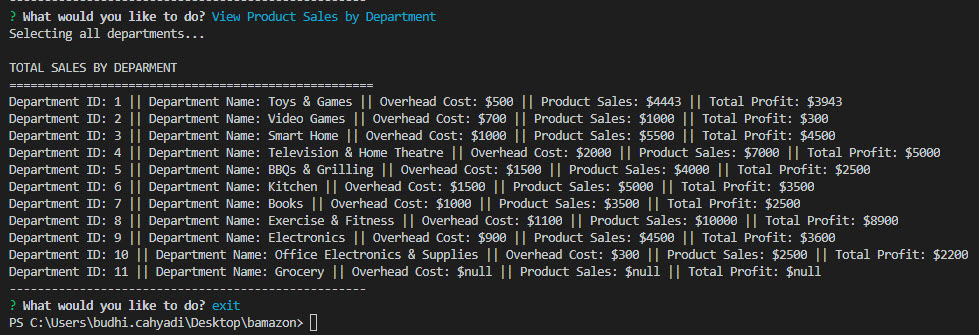 --------------------------------------------------
? What would you like to do? View Product Sales by Department
Selecting all departments...
TOTAL SALES BY DEPARMENT
====================================================
Department ID: 1 || Department Name: Toys & Games || Overhead Cost: $500 || Product Sales: $4443 || Total Profit: $3943
Department ID: 2 || Department Name: Video Games || Overhead Cost: $700 || Product Sales: $1000 || Total Profit: $300
Department ID: 3 || Department Name: Smart Home || Overhead Cost: $1000 || Product Sales: $5500 || Total Profit: $4500
Department ID: 4 || Department Name: Television & Home Theatre || Overhead Cost: $2000 || Product Sales: $7000 || Total Profit: $5000
Department ID: 5 || Department Name: BBQs & Grilling || Overhead Cost: $1500 || Product Sales: $4000 || Total Profit: $2500
Department ID: 6 || Department Name: Kitchen || Overhead Cost: $1500 || Product Sales: $5000 || Total Profit: $3500
Department ID: 7 || Department Name: Books || Overhead Cost: $1000 || Product Sales: $3500 || Total Profit: $2500
Department ID: 8 || Department Name: Exercise & Fitness || Overhead Cost: $1100 || Product Sales: $10000 || Total Profit: $8900
Department ID: 9 || Department Name: Electronics || Overhead Cost: $900 || Product Sales: $4500 || Total Profit: $3600
Department ID: 10 || Department Name: Office Electronics & Supplies || Overhead Cost: $300 || Product Sales: $2500 || Total Profit: $2200
Department ID: 11 || Department Name: Grocery || Overhead Cost: $null || Product Sales: $null || Total Profit: $null
---------------------------------------------------
? What would you like to do? exit
PS C:\Users\budhi.cahyadi\Desktop\bamazon>